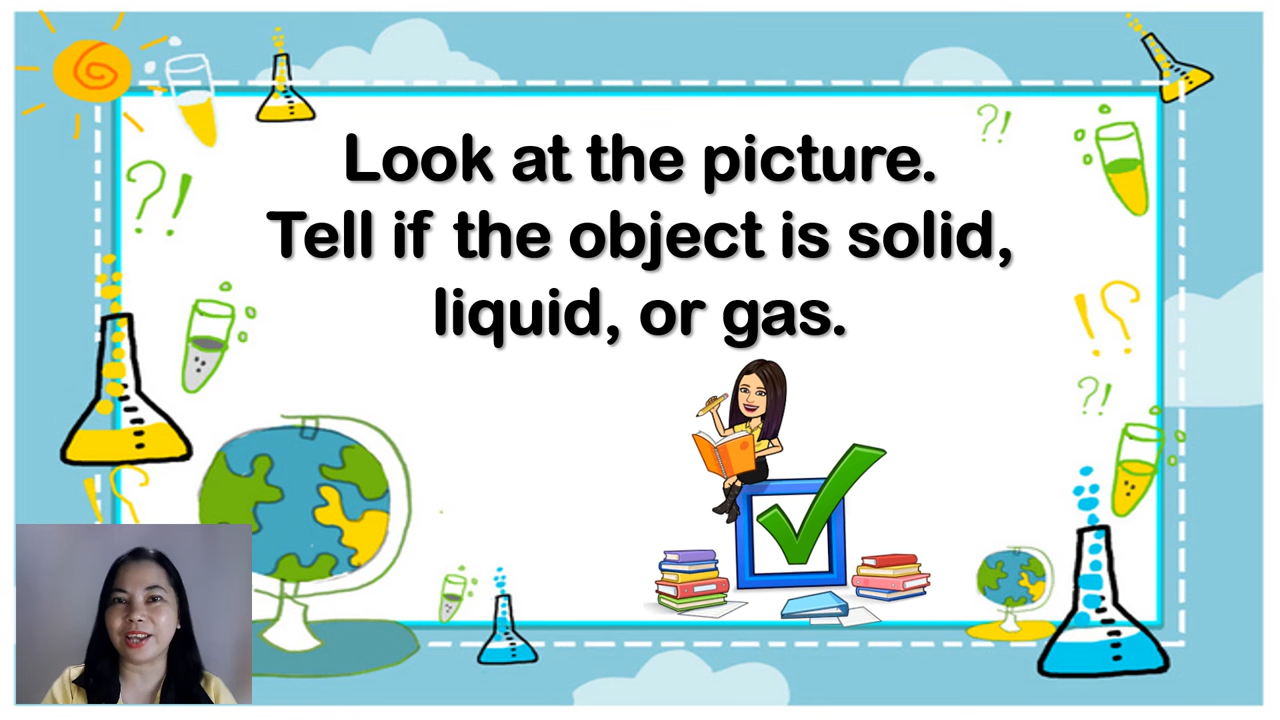 Look at the picture.
Tell if the object is solid,
liquid, or gas.